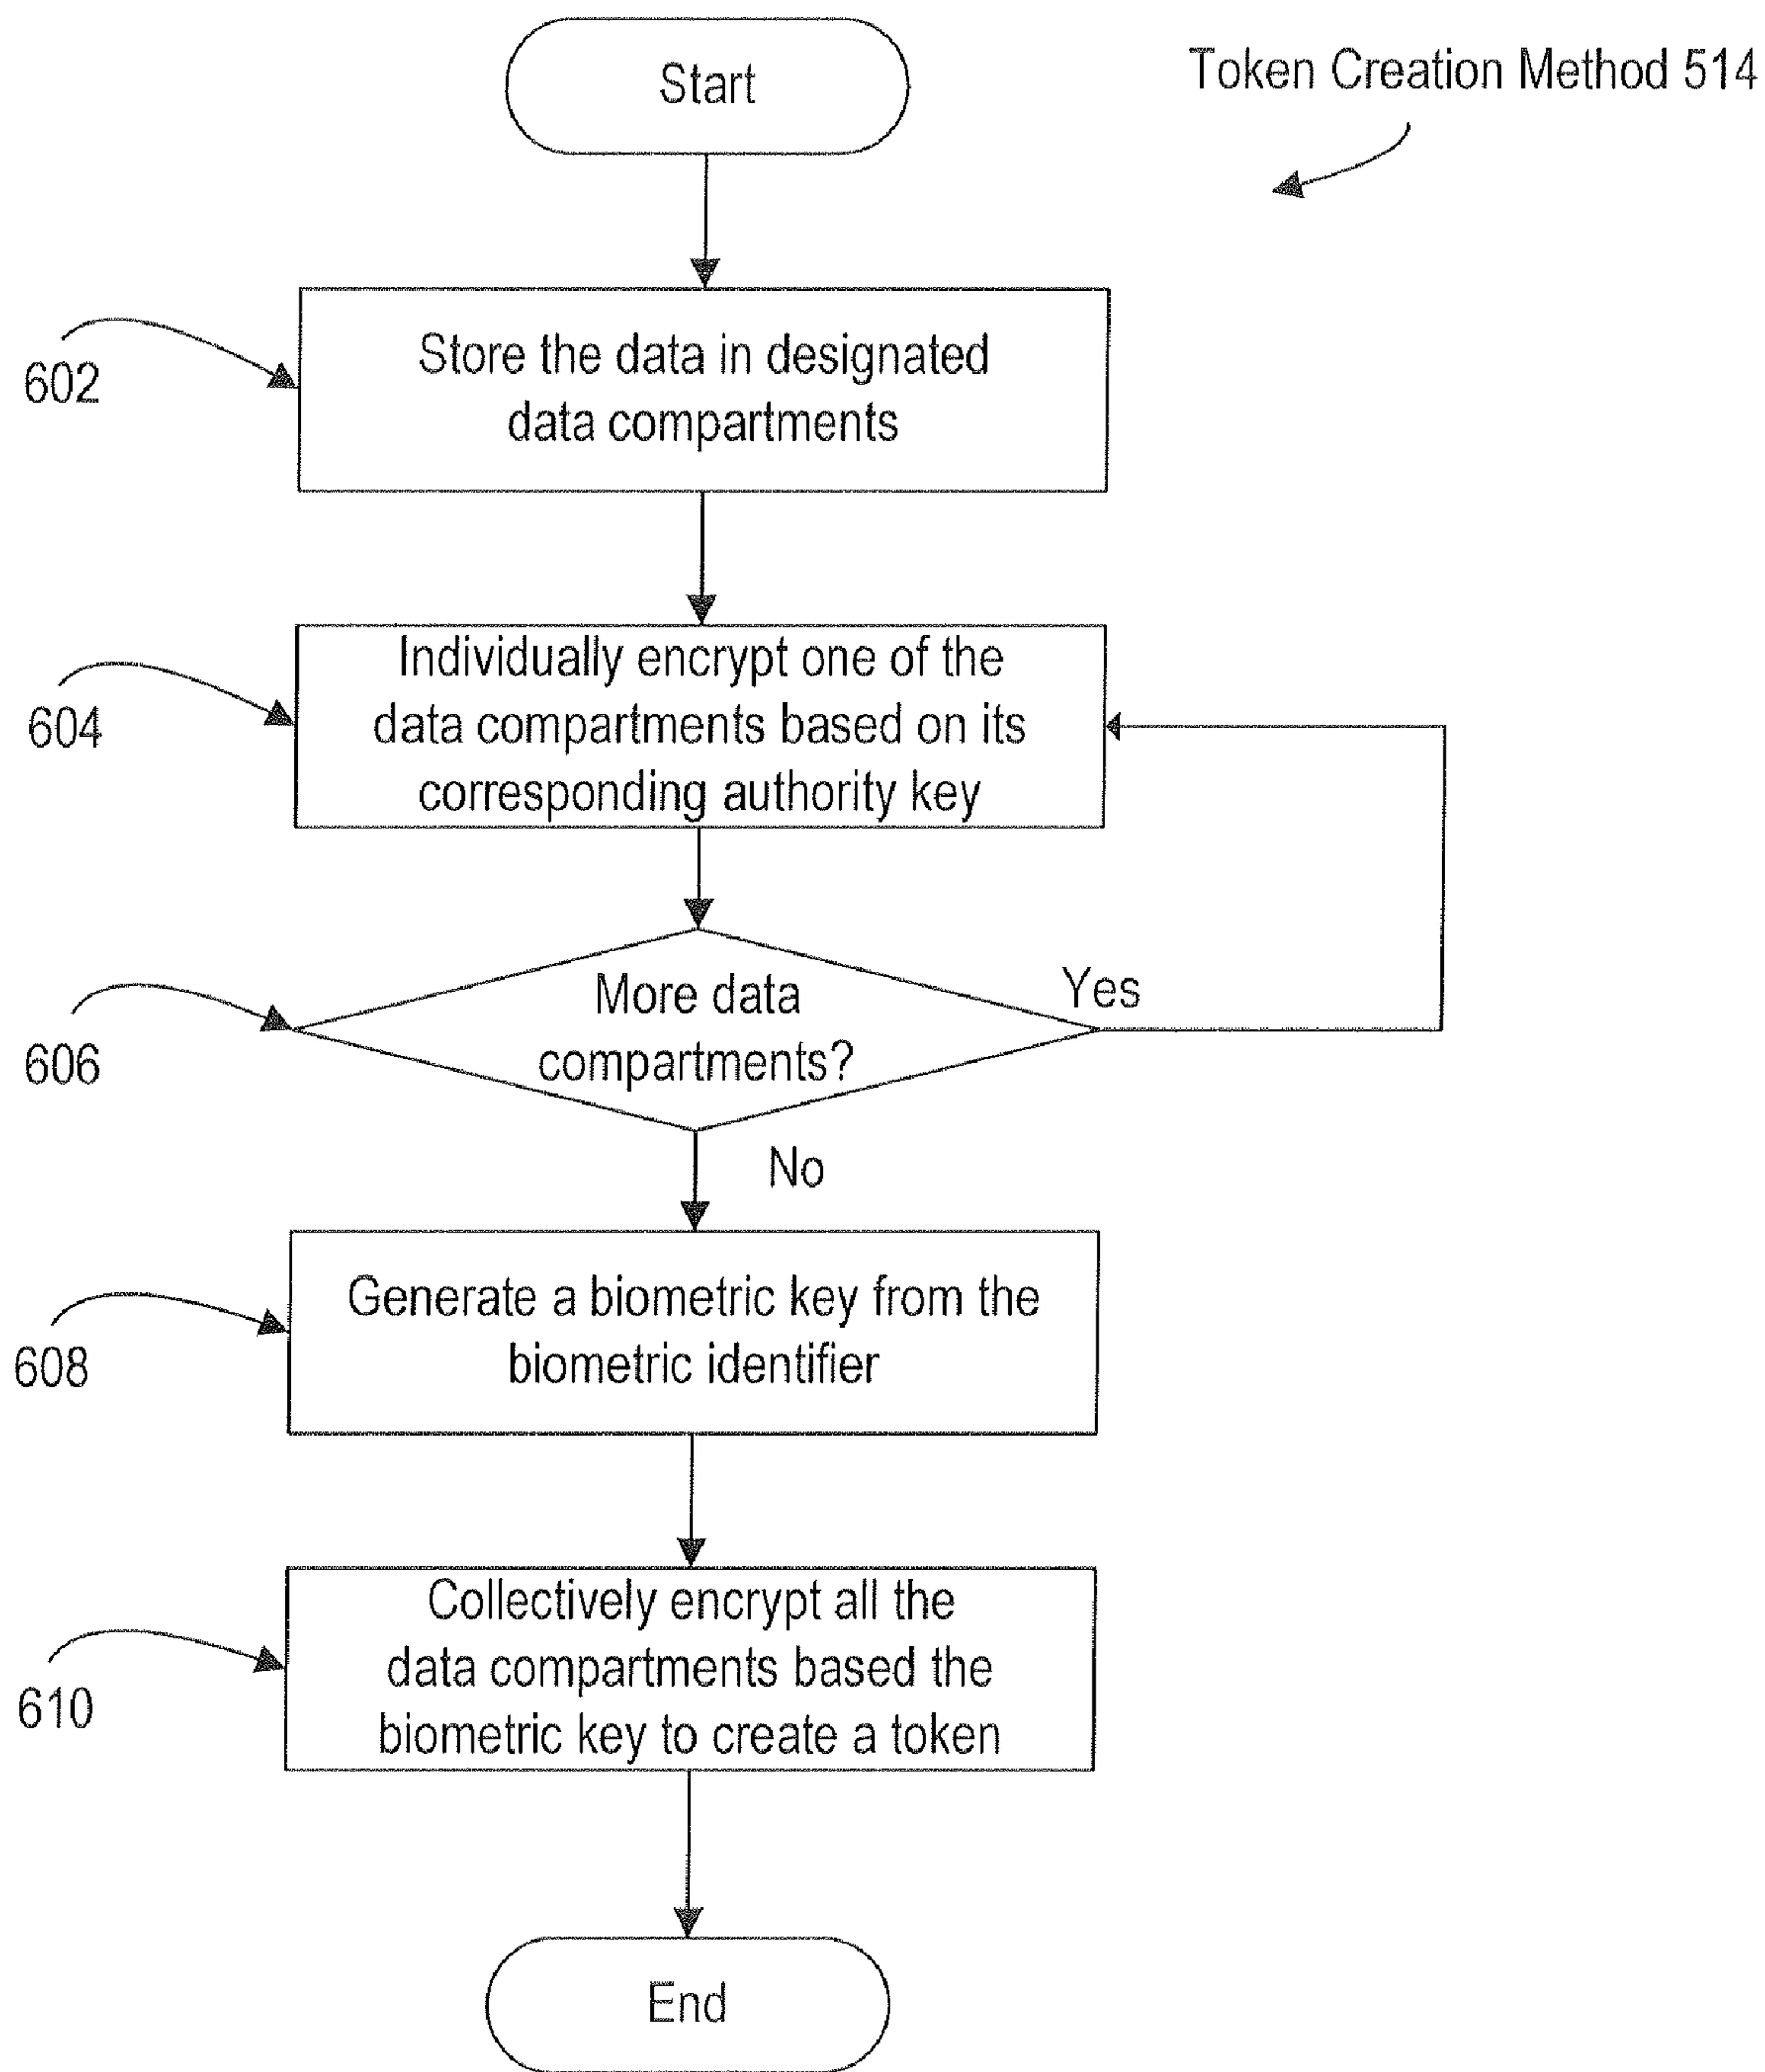 Start
Token Creation Method 514
602
Store the data in designated
data compartments
604
Individually encrypt one of the
data compartments based on its
corresponding authority key
606
More data
compartments?
Yes
No
608
Generate a biometric key from the
biometric identifier
610
Collectively encrypt all the
data compartments based the
biometric key to create a token
End